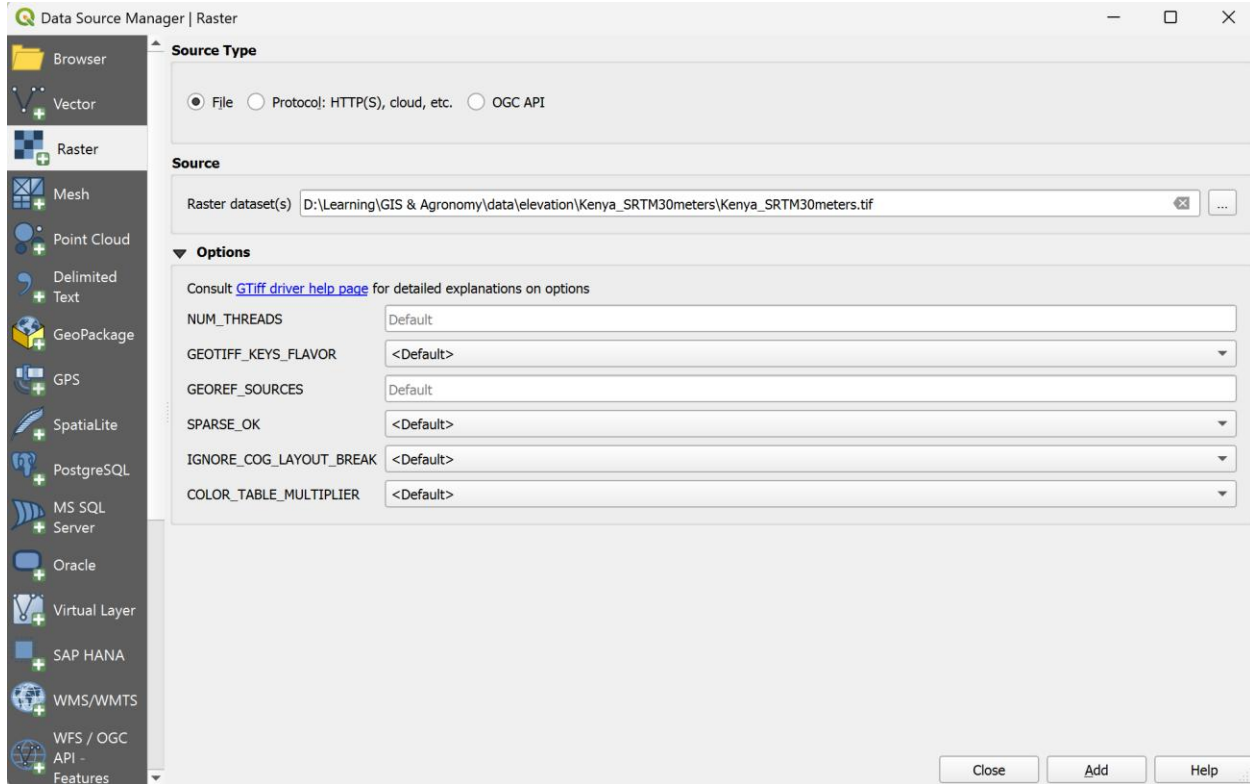 Data Source Manager | Raster
Browser
Vector
Raster
Mesh
Point Cloud
Delimited
Text
GeoPackage
GPS
SpatiaLite
PostgreSQL
MS SQL
Server
Oracle
Virtual Layer
SAP HANA
WMS/WMTS
WFS / OGC
API -
Features
Source Type
File Protocol: HTTP(S), cloud, etc. OGC API
Source
Raster dataset(s) D:\Learning\GIS & Agronomy\data\elevation\Kenya_SRTM30meters\Kenya_SRTM30meters.tif ...
Options
Consult GTiff driver help page for detailed explanations on options
NUM_THREADS Default
GEOTIFF_KEYS_FLAVOR <Default>
GEOREF_SOURCES Default
SPARSE_OK <Default>
IGNORE_COG_LAYOUT_BREAK <Default>
COLOR_TABLE_MULTIPLIER <Default>
Close Add Help